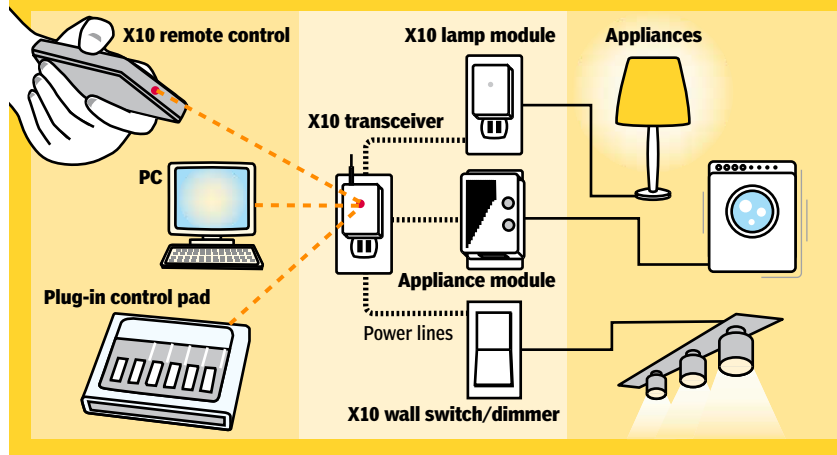 X10 remote control
X10 lamp module
Appliances
X10 transceiver
PC
Appliance module
Plug-in control pad
Power lines
X10 wall switch/dimmer